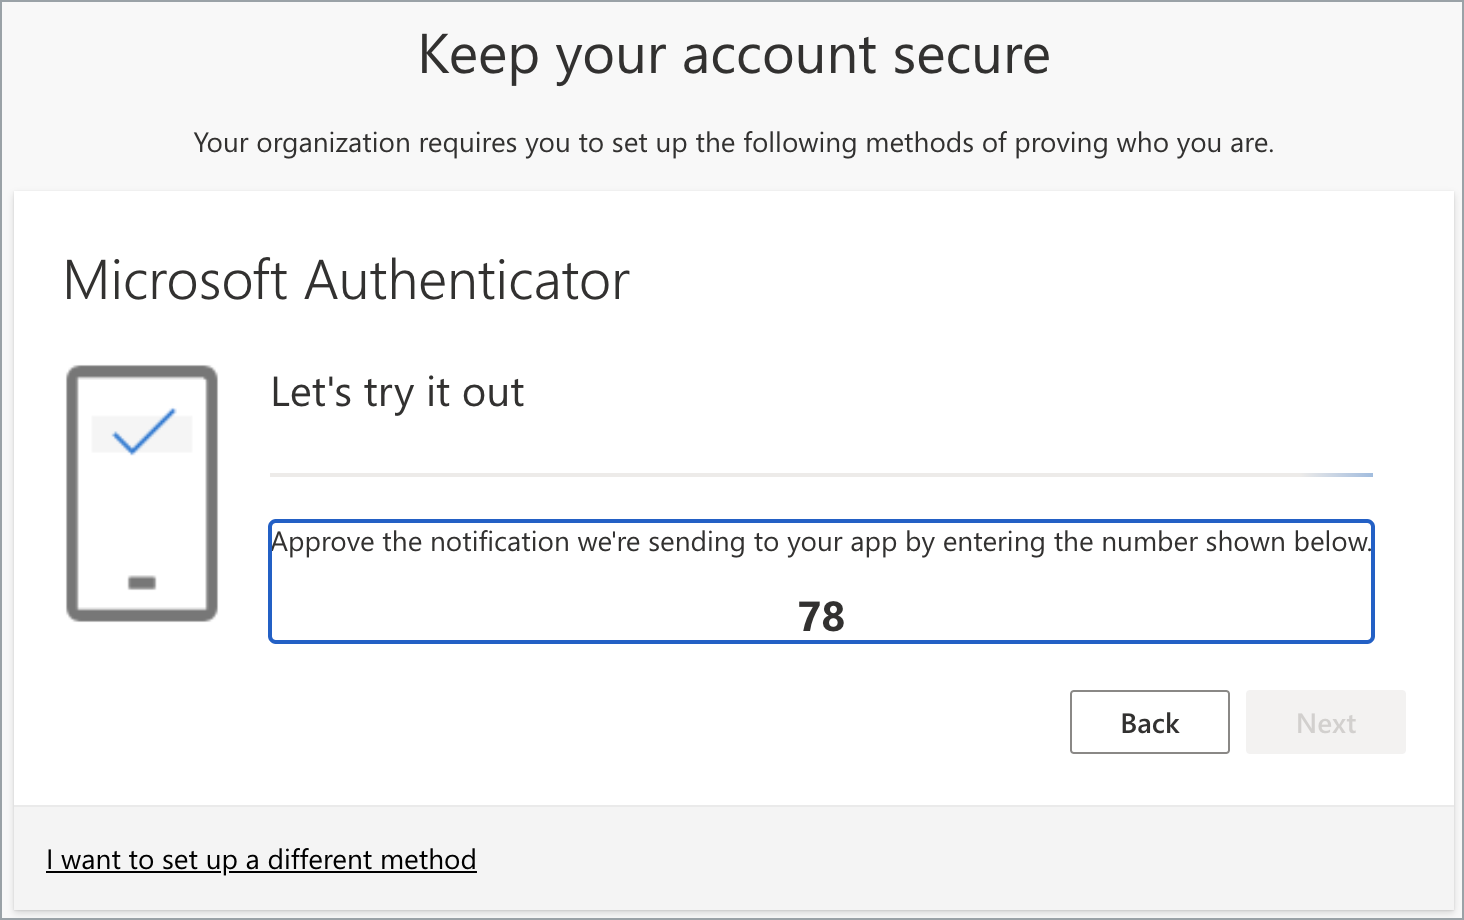 Keep your account secure
Your organization requires you to set up the following methods of proving who you are.
Microsoft Authenticator
Let's try it out
Approve the notification we're sending to your app by entering the number shown below.
78
Back
Next
I want to set up a different method